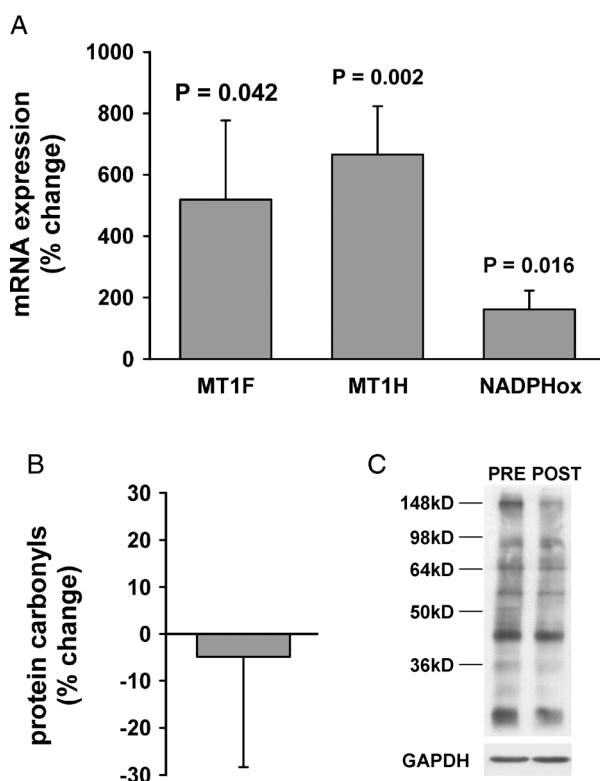 A
mRNA expression
(% change)
1000
800
600
400
200
0
P = 0.042
P = 0.002
P = 0.016
MT1F
MT1H
NADPHox
B
protein carbonyls
(% change)
30
20
10
0
-10
-20
-30
C
PRE POST
148kD
98kD
64kD
50kD
36kD
GAPDH